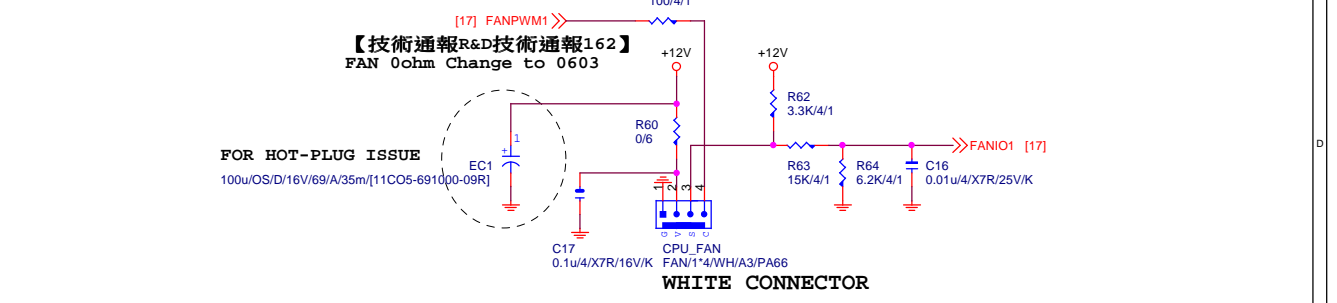 100/4/1
[17] FANPWM1
【技術通報R&D技術通報162】
FAN 0ohm Change to 0603
+12V
+12V
R62
3.3K/4/1
R60
0/6
1
+
FOR HOT-PLUG ISSUE
EC1
100u/OS/D/16V/69/A/35m/[11CO5-691000-09R]
FANIO1 [17]
R63
15K/4/1
R64
6.2K/4/1
C16
0.01u/4/X7R/25V/K
D
1 2 3 4
G V S C
C17
0.1u/4/X7R/16V/K
CPU_FAN
FAN/1*4/WH/A3/PA66
WHITE CONNECTOR